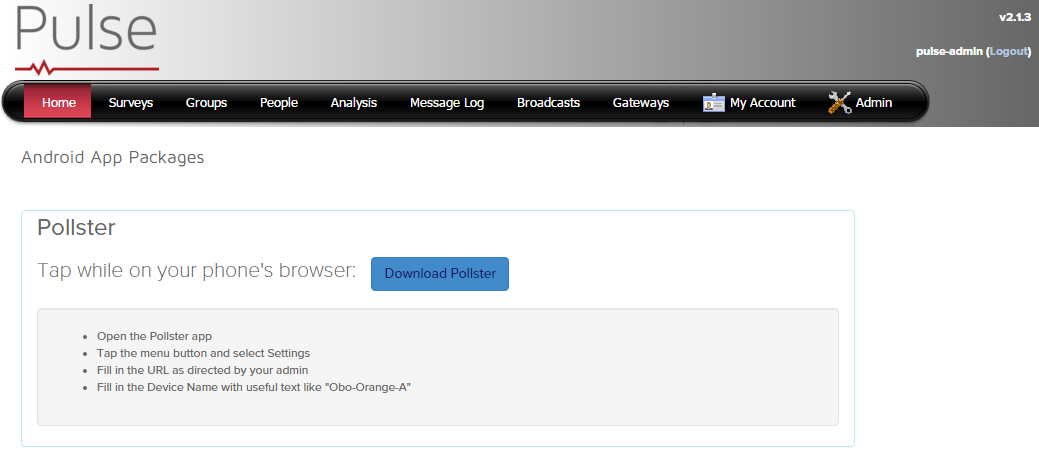 Pulse
v2.1.3
pulse-admin (Logout)
Home Surveys Groups People Analysis Message Log Broadcasts Gateways My Account Admin
Android App Packages
Pollster
Tap while on your phone's browser: Download Pollster
Open the Pollster app
Tap the menu button and select Settings
Fill in the URL as directed by your admin
Fill in the Device Name with useful text like "Obo-Orange-A"